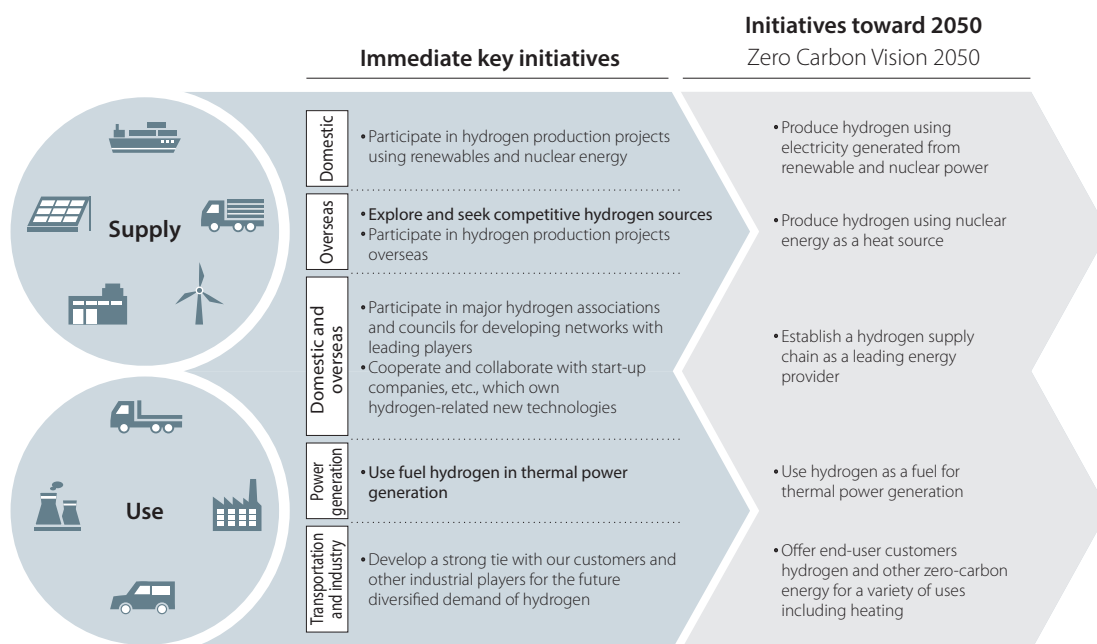 Immediate key initiatives
Initiatives toward 2050
Zero Carbon Vision 2050
Supply
Domestic
• Participate in hydrogen production projects
using renewables and nuclear energy
• Produce hydrogen using
electricity generated from
renewable and nuclear power
Overseas
• Explore and seek competitive hydrogen sources
• Participate in hydrogen production projects
overseas
• Produce hydrogen using nuclear
energy as a heat source
Domestic and
overseas
• Participate in major hydrogen associations
and councils for developing networks with
leading players
• Cooperate and collaborate with start-up
companies, etc., which own
hydrogen-related new technologies
• Establish a hydrogen supply
chain as a leading energy
provider
Use
Power
generation
• Use fuel hydrogen in thermal power
generation
• Use hydrogen as a fuel for
thermal power generation
Transportation
and industry
• Develop a strong tie with our customers and
other industrial players for the future
diversified demand of hydrogen
• Offer end-user customers
hydrogen and other zero-carbon
energy for a variety of uses
including heating